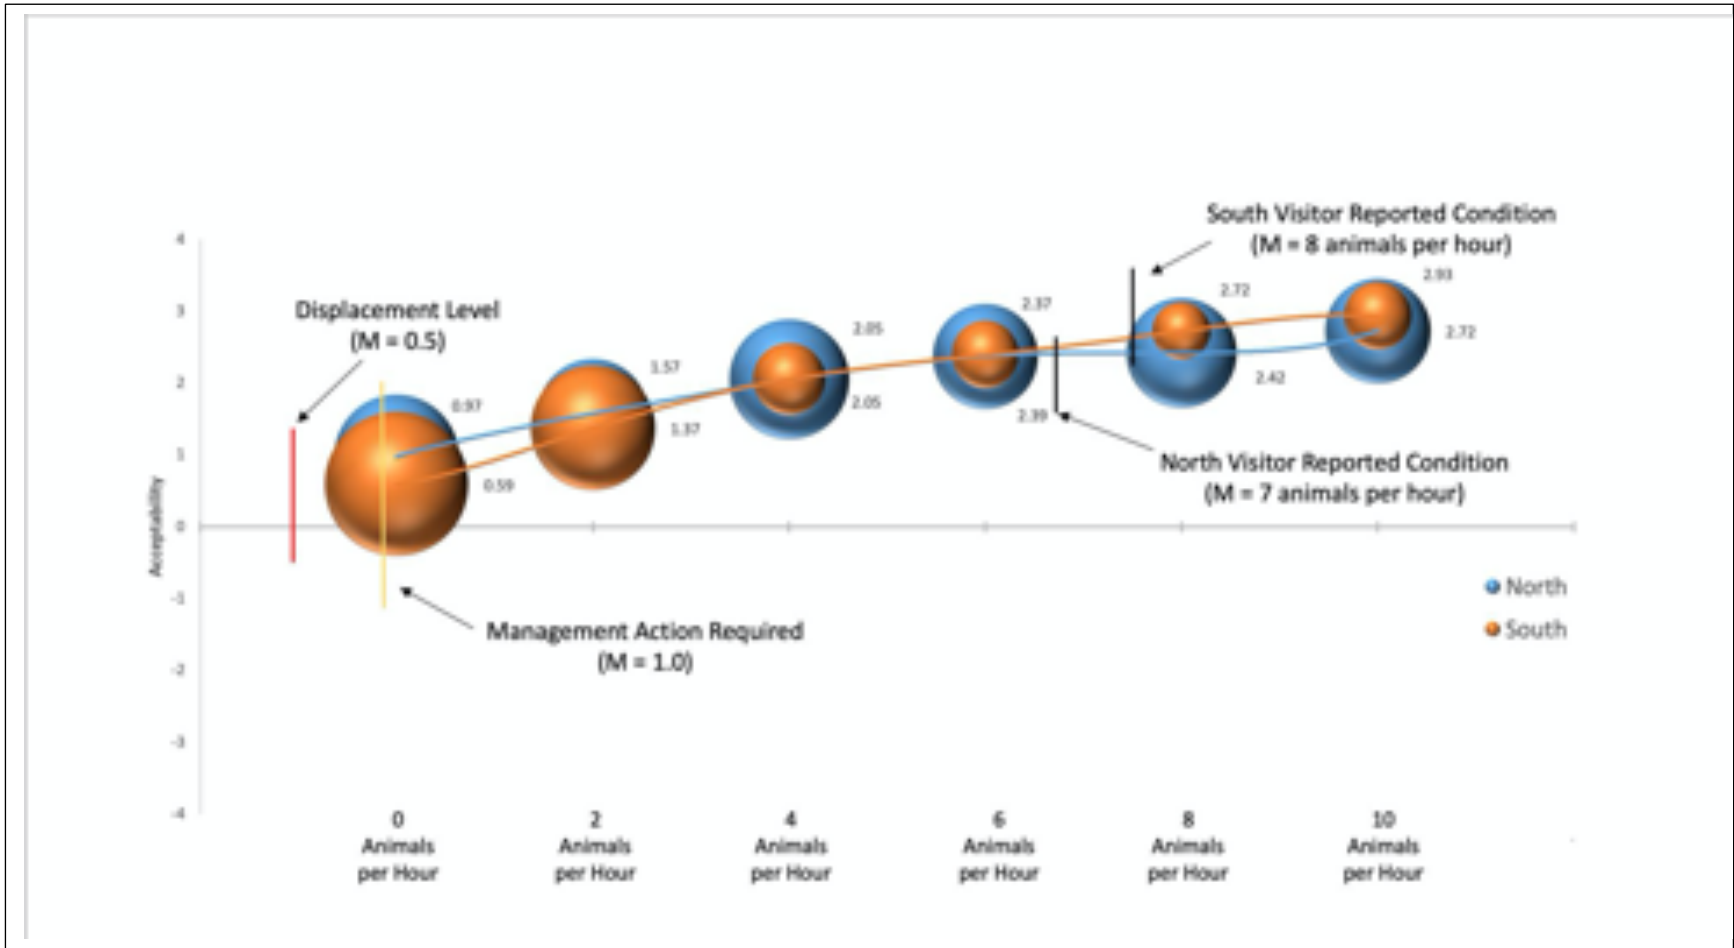 South Visitor Reported Condition
(M = 8 animals per hour)
4
2.93
2.72
Displacement Level
(M = 0.5)
3
2.37
2.05
2.72
2
1.57
2.42
0.97
2.05
2.39
1.37
1
North Visitor Reported Condition
(M = 7 animals per hour)
0.59
Acceptability
0
North
-1
South
Management Action Required
(M = 1.0)
-2
-3
-4
0 2 4 6 8 10
Animals Animals Animals Animals Animals Animals
per Hour per Hour per Hour per Hour per Hour per Hour